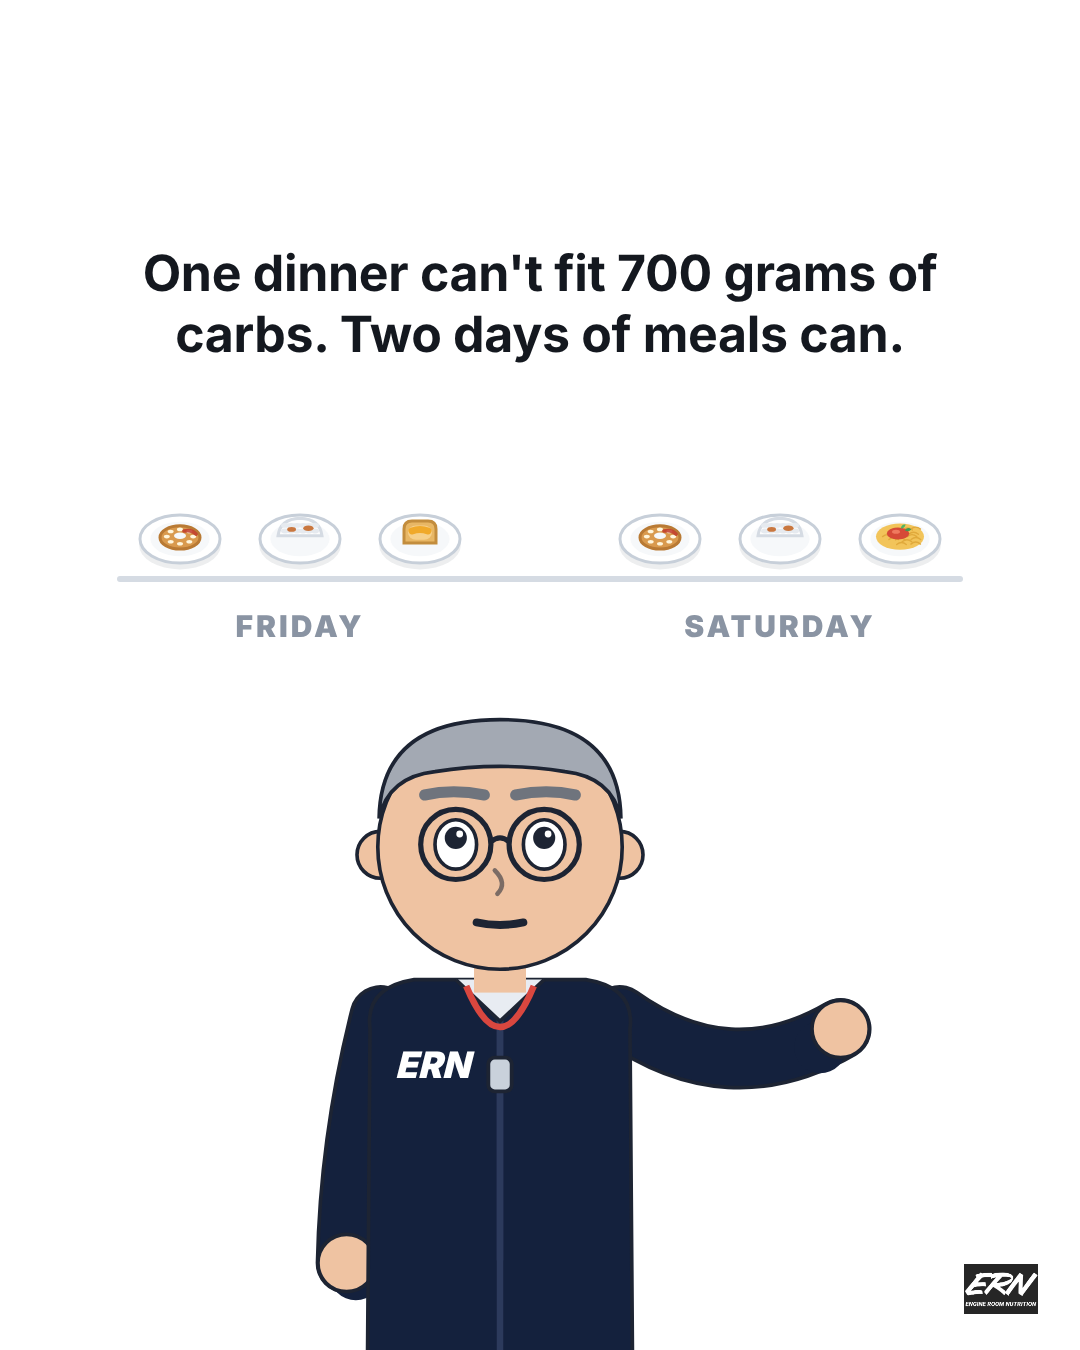 One dinner can't fit 700 grams of
carbs. Two days of meals can.
FRIDAY
SATURDAY
ERN
ERN
ENGINE ROOM NUTRITION